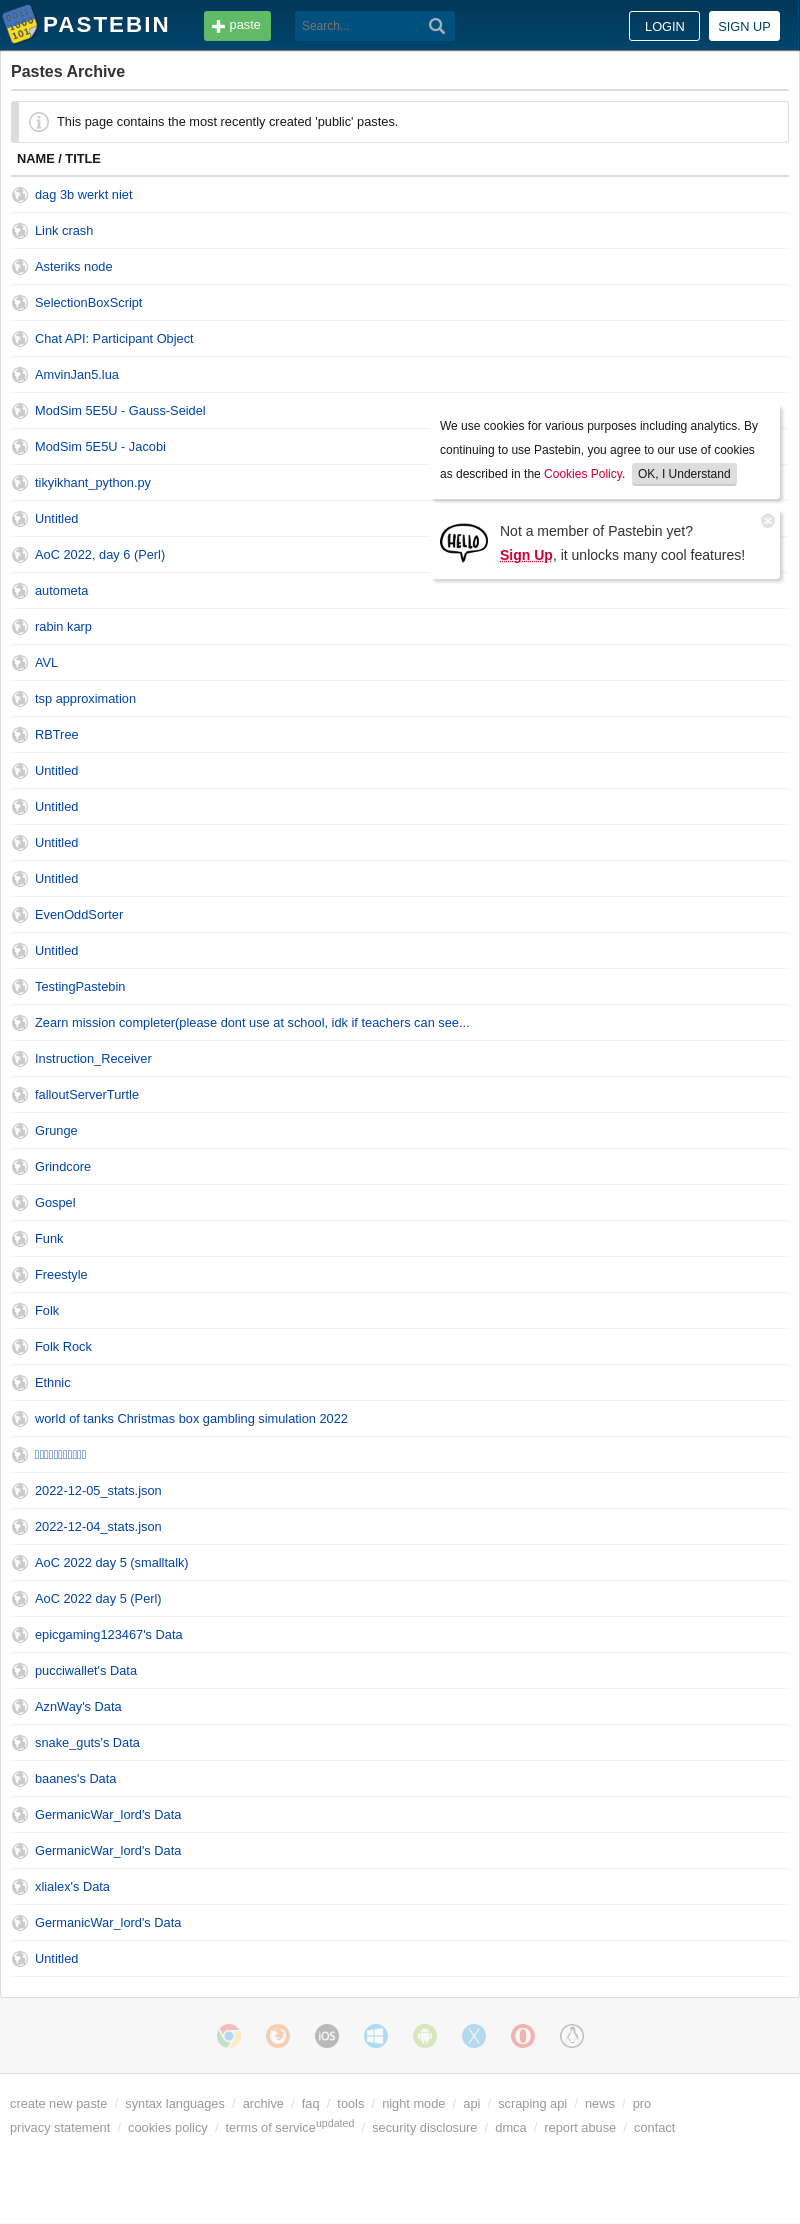 PASTEBIN
paste
Search...
LOGIN
SIGN UP
Pastes Archive
This page contains the most recently created 'public' pastes.
NAME / TITLE
dag 3b werkt niet
Link crash
Asteriks node
SelectionBoxScript
Chat API: Participant Object
AmvinJan5.lua
ModSim 5E5U - Gauss-Seidel
ModSim 5E5U - Jacobi
tikyikhant_python.py
Untitled
AoC 2022, day 6 (Perl)
We use cookies for various purposes including analytics. By
continuing to use Pastebin, you agree to our use of cookies
as described in the Cookies Policy. OK, I Understand
HELLO
Not a member of Pastebin yet?
Sign Up, it unlocks many cool features!
autometa
rabin karp
AVL
tsp approximation
RBTree
Untitled
Untitled
Untitled
Untitled
EvenOddSorter
Untitled
TestingPastebin
Zearn mission completer(please dont use at school, idk if teachers can see...
Instruction_Receiver
falloutServerTurtle
Grunge
Grindcore
Gospel
Funk
Freestyle
Folk
Folk Rock
Ethnic
world of tanks Christmas box gambling simulation 2022
2022-12-05_stats.json
2022-12-04_stats.json
AoC 2022 day 5 (smalltalk)
AoC 2022 day 5 (Perl)
epicgaming123467's Data
pucciwallet's Data
AznWay's Data
snake_guts's Data
baanes's Data
GermanicWar_lord's Data
GermanicWar_lord's Data
xlialex's Data
GermanicWar_lord's Data
Untitled
iOS
create new paste / syntax languages / archive / faq / tools / night mode / api / scraping api / news / pro
privacy statement / cookies policy / terms of serviceupdated / security disclosure / dmca / report abuse / contact